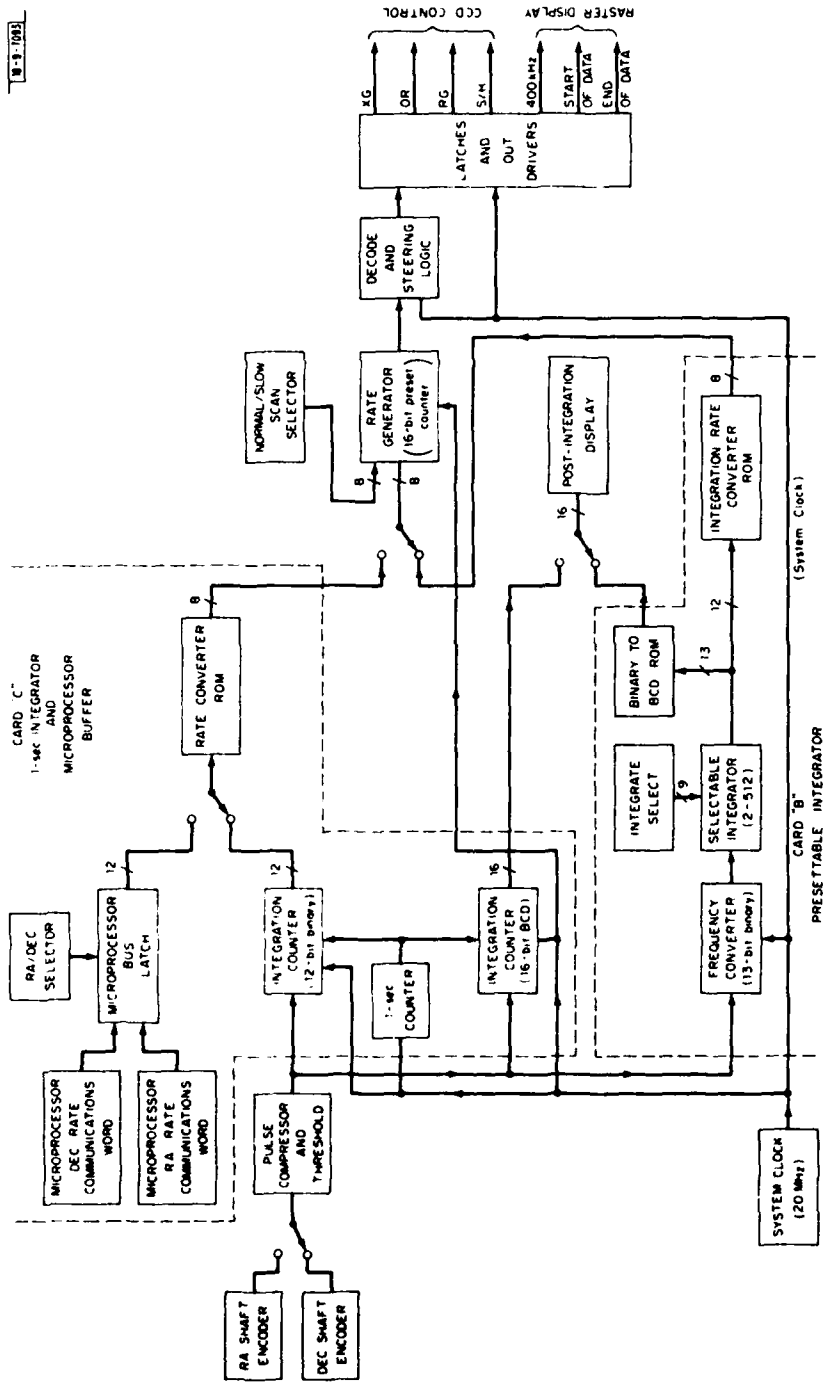 18-9-7093
CARD "C"
1-sec INTEGRATOR
AND
MICROPROCESSOR
BUFFER
RA/DEC
SELECTOR
MICROPROCESSOR
DEC RATE
COMMUNICATIONS
WORD
MICROPROCESSOR
RA RATE
COMMUNICATIONS
WORD
MICROPROCESSOR
BUS
LATCH
12
RATE CONVERTER
ROM
8
NORMAL/SLOW
SCAN
SELECTOR
8
8
RATE
GENERATOR
(16-bit preset
counter)
DECODE
AND
STEERING
LOGIC
LATCHES
AND
OUT
DRIVERS
XG
OR
RG
S/H
CCD CONTROL
400 kHz
START
OF DATA
END
OF DATA
RASTER DISPLAY
RA SHAFT
ENCODER
DEC SHAFT
ENCODER
PULSE
COMPRESSOR
AND
THRESHOLD
INTEGRATION
COUNTER
(12-bit binary)
12
1-sec
COUNTER
INTEGRATION
COUNTER
(16-bit BCD)
16
POST-INTEGRATION
DISPLAY
16
BINARY TO
BCD ROM
13
INTEGRATE
SELECT
9
FREQUENCY
CONVERTER
(13-bit binary)
SELECTABLE
INTEGRATOR
(2-512)
12
INTEGRATION RATE
CONVERTER
ROM
8
SYSTEM CLOCK
(20 MHz)
(System Clock)
CARD "B"
PRESETTABLE INTEGRATOR